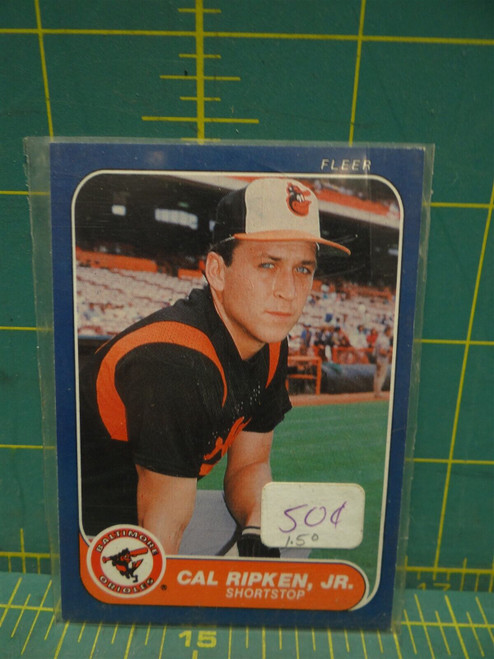 FLEER
50¢
1.50
BALTIMORE
ORIOLES
CAL RIPKEN, JR.
SHORTSTOP
15